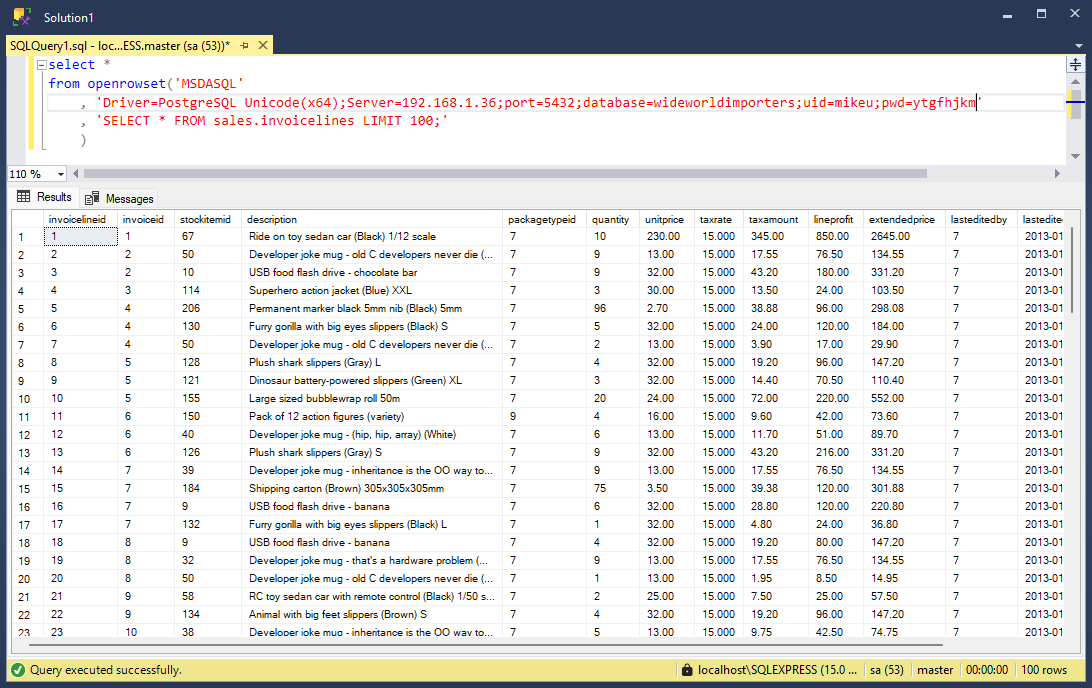 Solution1
SQLQuery1.sql - loc...ESS.master (sa (53))*
select *
from openrowset('MSDASQL'
, 'Driver=PostgreSQL Unicode(x64);Server=192.168.1.36;port=5432;database=wideworldimporters;uid=mikeu;pwd=ytgfhjkm'
, 'SELECT * FROM sales.invoicelines LIMIT 100;'
)
110 %
Results Messages
invoicelineid invoiceid stockitemid description packagetypeid quantity unitprice taxrate taxamount lineprofit extendedprice lasteditedby lastedite
1 1 1 67 Ride on toy sedan car (Black) 1/12 scale 7 10 230.00 15.000 345.00 850.00 2645.00 7 2013-01
2 2 2 50 Developer joke mug - old C developers never die (... 7 9 13.00 15.000 17.55 76.50 134.55 7 2013-01
3 3 2 10 USB food flash drive - chocolate bar 7 9 32.00 15.000 43.20 180.00 331.20 7 2013-01
4 4 3 114 Superhero action jacket (Blue) XXL 7 3 30.00 15.000 13.50 24.00 103.50 7 2013-01
5 5 4 206 Permanent marker black 5mm nib (Black) 5mm 7 96 2.70 15.000 38.88 96.00 298.08 7 2013-01
6 6 4 130 Furry gorilla with big eyes slippers (Black) S 7 5 32.00 15.000 24.00 120.00 184.00 7 2013-01
7 7 4 50 Developer joke mug - old C developers never die (... 7 2 13.00 15.000 3.90 17.00 29.90 7 2013-01
8 8 5 128 Plush shark slippers (Gray) L 7 4 32.00 15.000 19.20 96.00 147.20 7 2013-01
9 9 5 121 Dinosaur battery-powered slippers (Green) XL 7 3 32.00 15.000 14.40 70.50 110.40 7 2013-01
10 10 5 155 Large sized bubblewrap roll 50m 7 20 24.00 15.000 72.00 220.00 552.00 7 2013-01
11 11 6 150 Pack of 12 action figures (variety) 9 4 16.00 15.000 9.60 42.00 73.60 7 2013-01
12 12 6 40 Developer joke mug - (hip, hip, array) (White) 7 6 13.00 15.000 11.70 51.00 89.70 7 2013-01
13 13 6 126 Plush shark slippers (Gray) S 7 9 32.00 15.000 43.20 216.00 331.20 7 2013-01
14 14 7 39 Developer joke mug - inheritance is the OO way to... 7 9 13.00 15.000 17.55 76.50 134.55 7 2013-01
15 15 7 184 Shipping carton (Brown) 305x305x305mm 7 75 3.50 15.000 39.38 120.00 301.88 7 2013-01
16 16 7 9 USB food flash drive - banana 7 6 32.00 15.000 28.80 120.00 220.80 7 2013-01
17 17 7 132 Furry gorilla with big eyes slippers (Black) L 7 1 32.00 15.000 4.80 24.00 36.80 7 2013-01
18 18 8 9 USB food flash drive - banana 7 4 32.00 15.000 19.20 80.00 147.20 7 2013-01
19 19 8 32 Developer joke mug - that's a hardware problem (... 7 9 13.00 15.000 17.55 76.50 134.55 7 2013-01
20 20 8 50 Developer joke mug - old C developers never die (... 7 1 13.00 15.000 1.95 8.50 14.95 7 2013-01
21 21 9 58 RC toy sedan car with remote control (Black) 1/50 s... 7 2 25.00 15.000 7.50 25.00 57.50 7 2013-01
22 22 9 134 Animal with big feet slippers (Brown) S 7 4 32.00 15.000 19.20 96.00 147.20 7 2013-01
23 23 10 38 Developer joke mug - inheritance is the OO way to... 7 5 13.00 15.000 9.75 42.50 74.75 7 2013-01
Query executed successfully. localhost\SQLEXPRESS (15.0 ... sa (53) master 00:00:00 100 rows